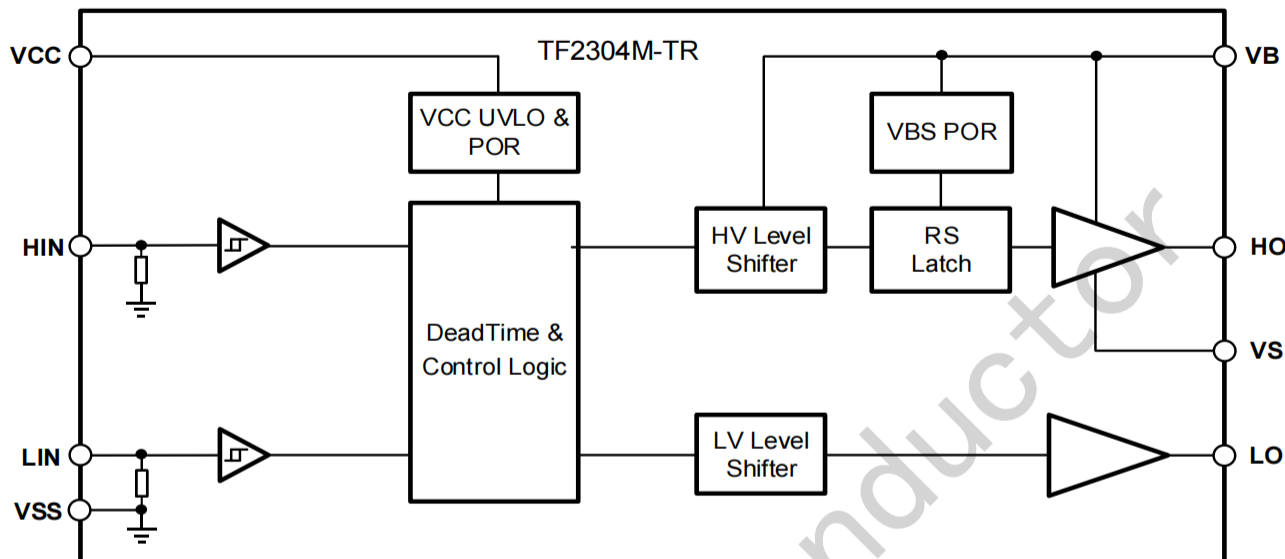 TF2304M-TR
VCC
VB
VCC UVLO &
POR
VBS POR
HIN
HV Level
Shifter
RS
Latch
HO
DeadTime &
Control Logic
VS
LIN
LV Level
Shifter
LO
VSS
nductor